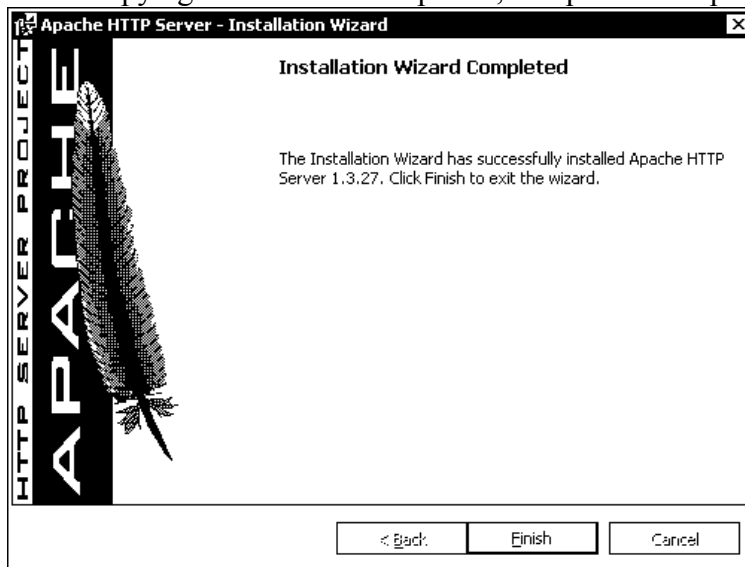 Apache HTTP Server - Installation Wizard
HTTP SERVER PROJECT
APACHE
Installation Wizard Completed
The Installation Wizard has successfully installed Apache HTTP
Server 1.3.27. Click Finish to exit the wizard.
< Back
Finish
Cancel